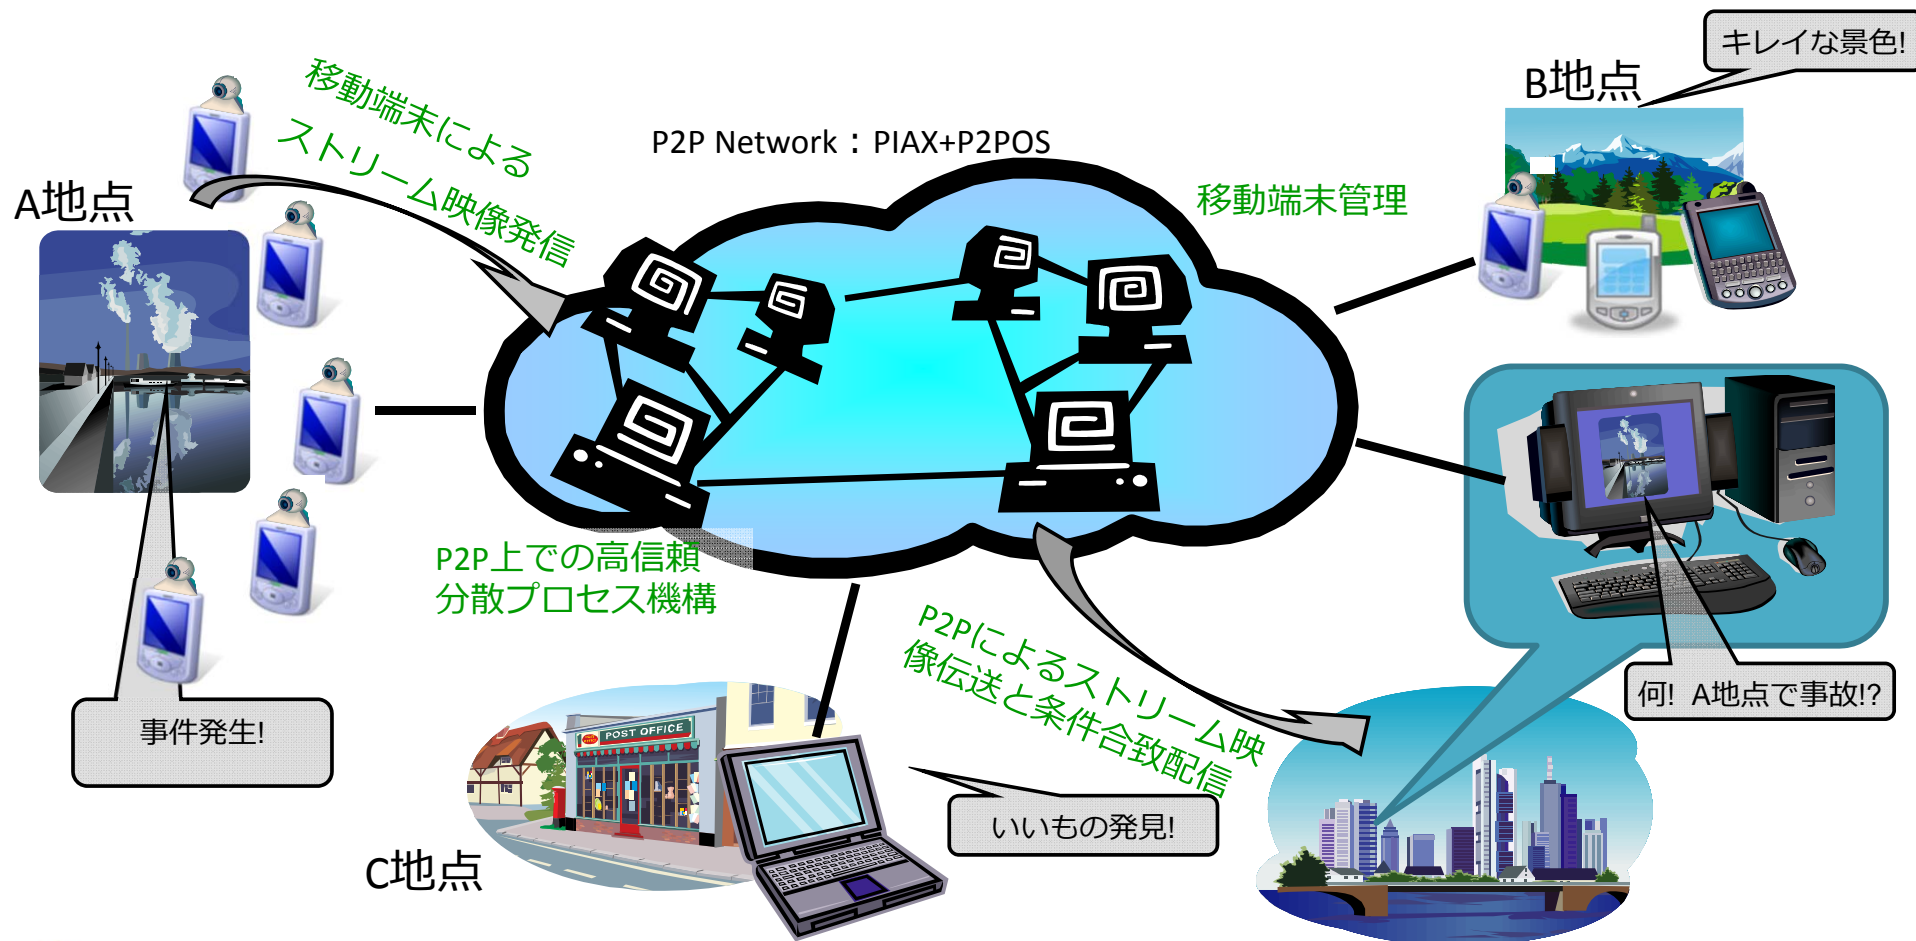 キレイな景色!
B地点
移動端末による
ストリーム映像発信
P2P Network：PIAX+P2POS
移動端末管理
A地点
P2P上での高信頼
分散プロセス機構
P2Pによるストリーム映
像伝送と条件合致配信
何! A地点で事故!?
事件発生!
POST OFFICE
いいもの発見!
C地点